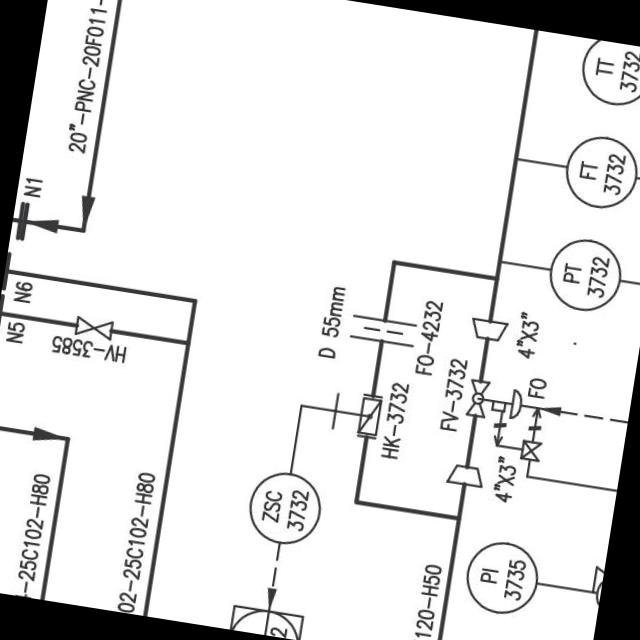 20"-PNC-20F011-
N1
N6
N5
HV-3585
-25C102-H80
02-25C102-H80
D 55mm
FO-4232
HK-3732
FV-3732
4"X3"
FO
4"X3"
ZSC
3732
TT
3732
FT
3732
PT
3732
PI
3735
120-H50
2